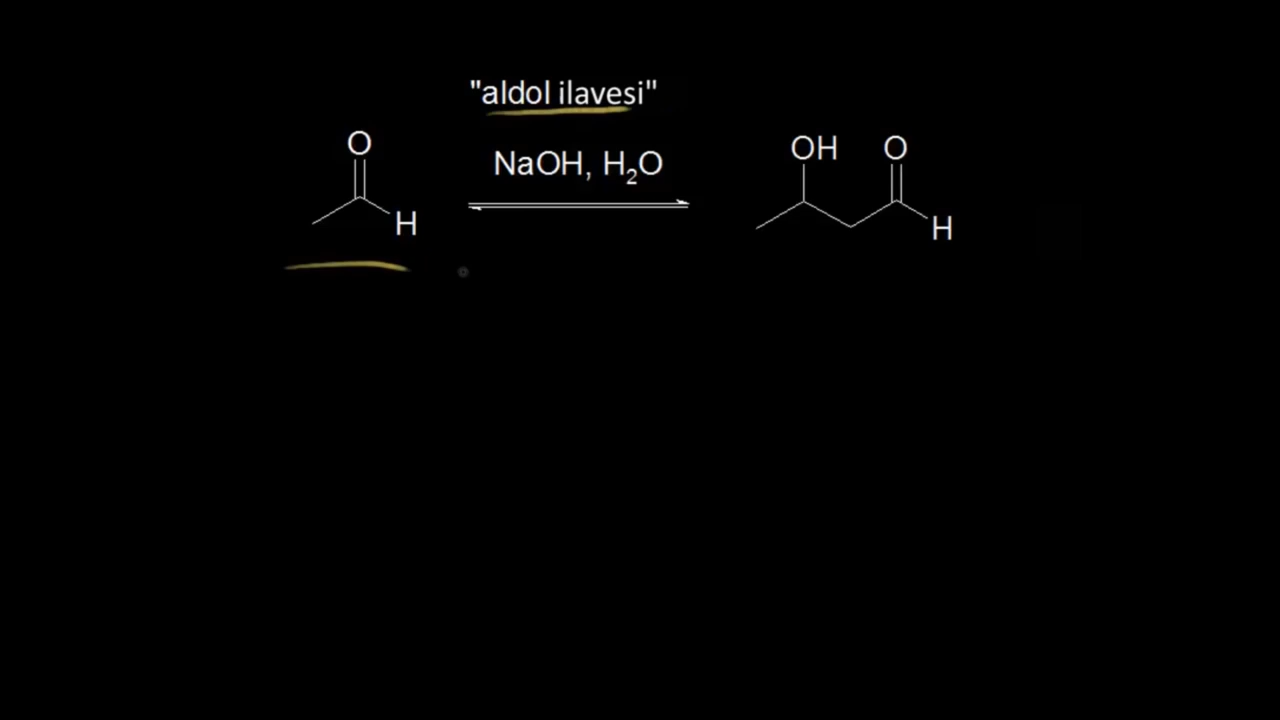 "aldol ilavesi"
NaOH, H₂O
O
H
OH
O
H